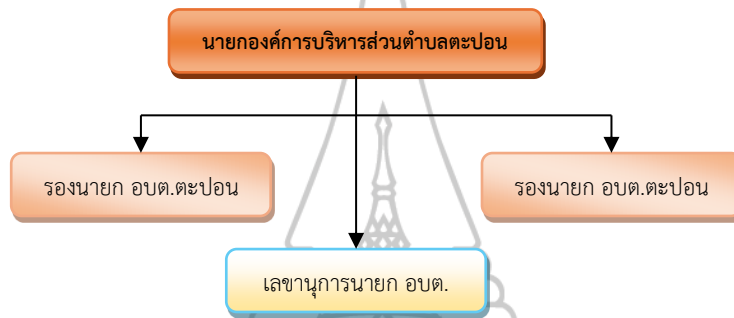 นายกองค์การบริหารส่วนตำบลตะปอน
รองนายก อบต.ตะปอน
รองนายก อบต.ตะปอน
เลขานุการนายก อบต.